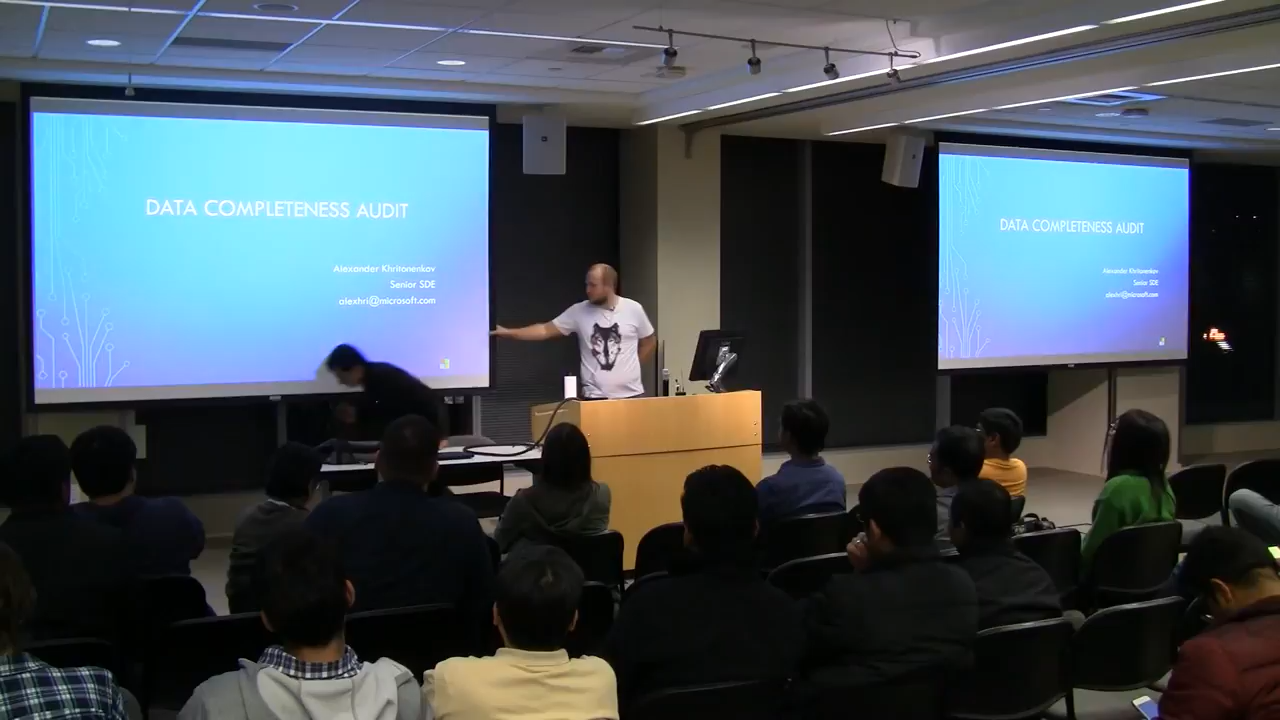 DATA COMPLETENESS AUDIT
Alexander Khritonenkov
Senior SDE
alexhri@microsoft.com
DATA COMPLETENESS AUDIT
Alexander Khritonenkov
Senior SDE
alexhri@microsoft.com